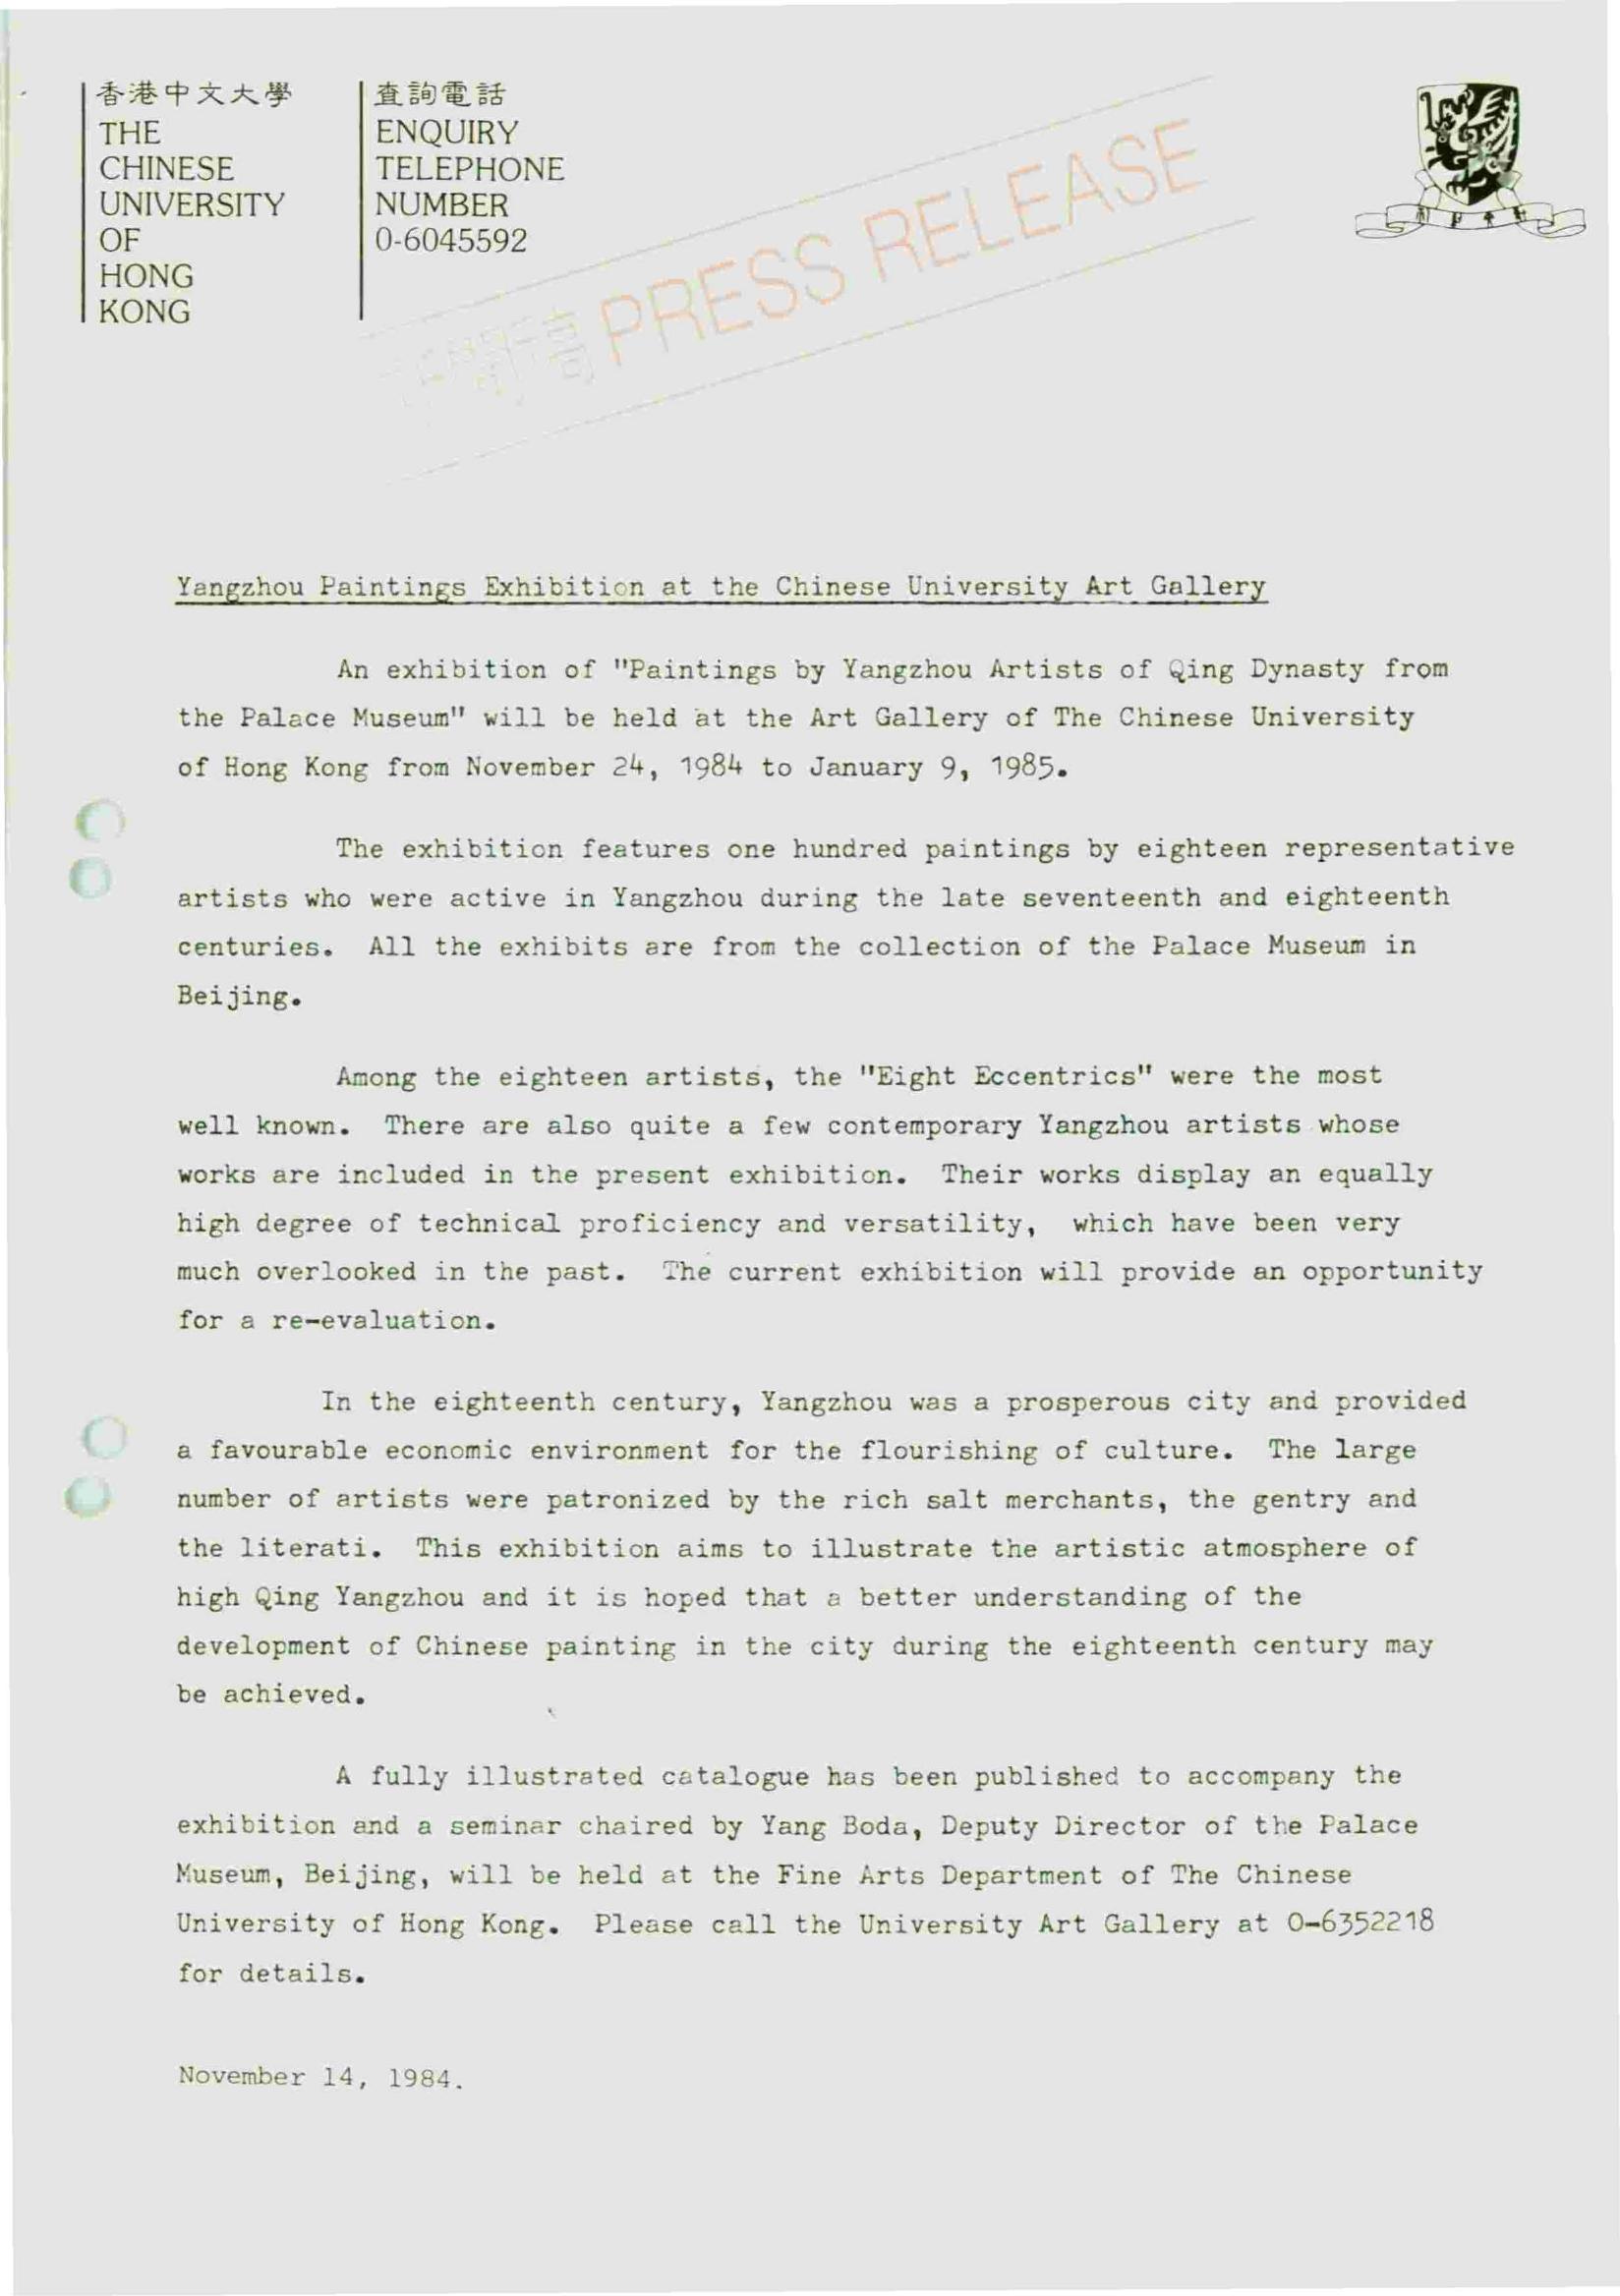 香港中文大學
THE
CHINESE
UNIVERSITY
OF
HONG
KONG
查詢電話
ENQUIRY
TELEPHONE
NUMBER
0-6045592
聞稿 PRESS RELEASE
Yangzhou Paintings Exhibition at the Chinese University Art Gallery
An exhibition of "Paintings by Yangzhou Artists of Qing Dynasty from
the Palace Museum" will be held at the Art Gallery of The Chinese University
of Hong Kong from November 24, 1984 to January 9, 1985.
The exhibition features one hundred paintings by eighteen representative
artists who were active in Yangzhou during the late seventeenth and eighteenth
centuries. All the exhibits are from the collection of the Palace Museum in
Beijing.
Among the eighteen artists, the "Eight Eccentrics" were the most
well known. There are also quite a few contemporary Yangzhou artists whose
works are included in the present exhibition. Their works display an equally
high degree of technical proficiency and versatility, which have been very
much overlooked in the past. The current exhibition will provide an opportunity
for a re-evaluation.
In the eighteenth century, Yangzhou was a prosperous city and provided
a favourable economic environment for the flourishing of culture. The large
number of artists were patronized by the rich salt merchants, the gentry and
the literati. This exhibition aims to illustrate the artistic atmosphere of
high Qing Yangzhou and it is hoped that a better understanding of the
development of Chinese painting in the city during the eighteenth century may
be achieved.
A fully illustrated catalogue has been published to accompany the
exhibition and a seminar chaired by Yang Boda, Deputy Director of the Palace
Museum, Beijing, will be held at the Fine Arts Department of The Chinese
University of Hong Kong. Please call the University Art Gallery at 0-6352218
for details.
November 14, 1984.